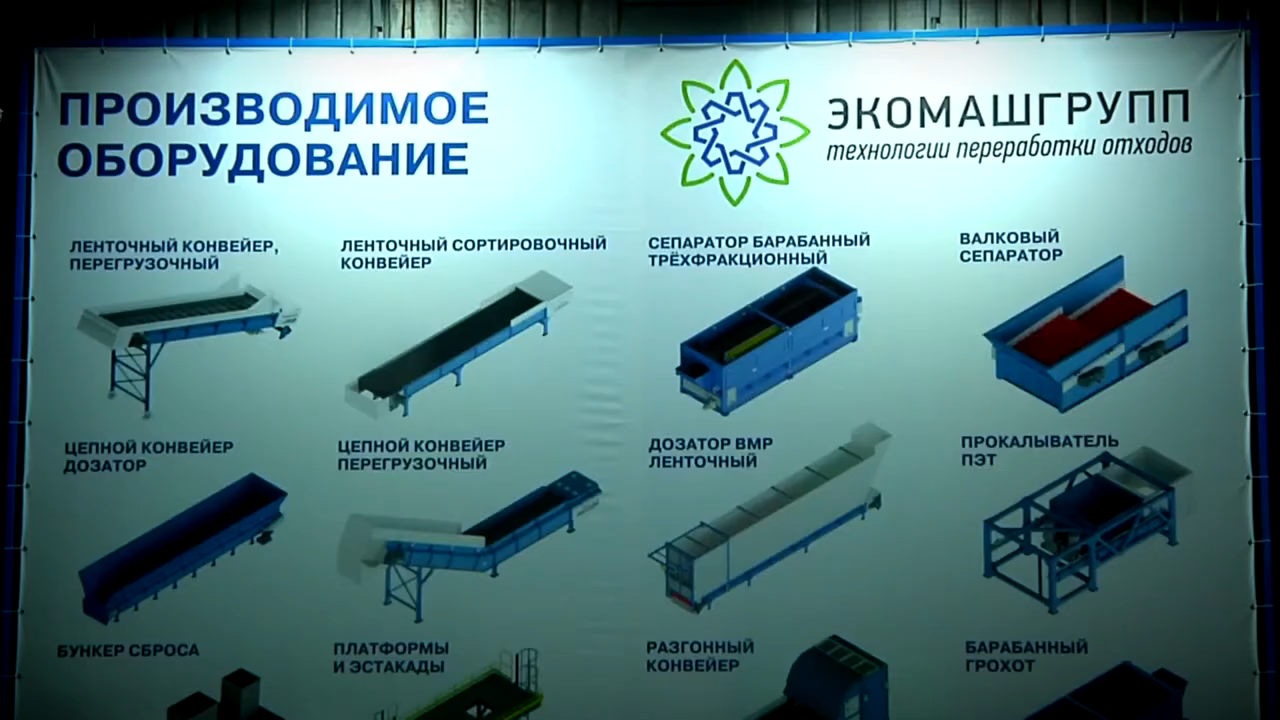 ПРОИЗВОДИМОЕ
ОБОРУДОВАНИЕ
ЭКОМАШГРУПП
технологии переработки отходов
ЛЕНТОЧНЫЙ КОНВЕЙЕР,
ПЕРЕГРУЗОЧНЫЙ
ЛЕНТОЧНЫЙ СОРТИРОВОЧНЫЙ
КОНВЕЙЕР
СЕПАРАТОР БАРАБАННЫЙ
ТРЁХФРАКЦИОННЫЙ
ВАЛКОВЫЙ
СЕПАРАТОР
ЦЕПНОЙ КОНВЕЙЕР
ДОЗАТОР
ЦЕПНОЙ КОНВЕЙЕР
ПЕРЕГРУЗОЧНЫЙ
ДОЗАТОР ВМР
ЛЕНТОЧНЫЙ
ПРОКАЛЫВАТЕЛЬ
ПЭТ
БУНКЕР СБРОСА
ПЛАТФОРМЫ
И ЭСТАКАДЫ
РАЗГОННЫЙ
КОНВЕЙЕР
БАРАБАННЫЙ
ГРОХОТ